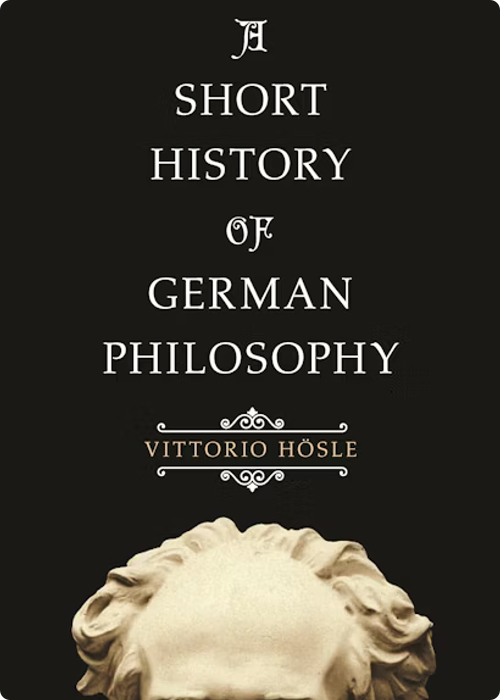 A
SHORT
HISTORY
OF
GERMAN
PHILOSOPHY
VITTORIO HÖSLE